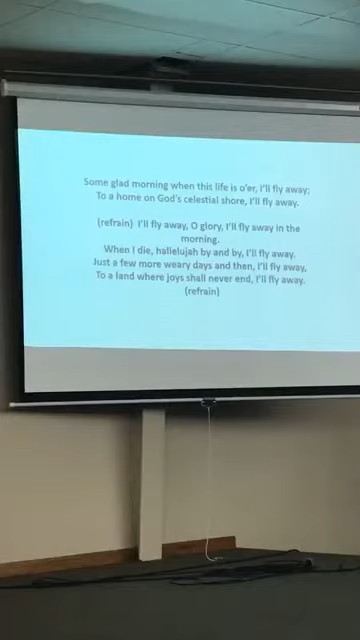 Some glad morning when this life is o'er, I'll fly away;
To a home on God's celestial shore, I'll fly away.
(refrain) I'll fly away, O glory, I'll fly away in the
morning.
When I die, hallelujah by and by, I'll fly away.
Just a few more weary days and then, I'll fly away,
To a land where joys shall never end, I'll fly away.
(refrain)